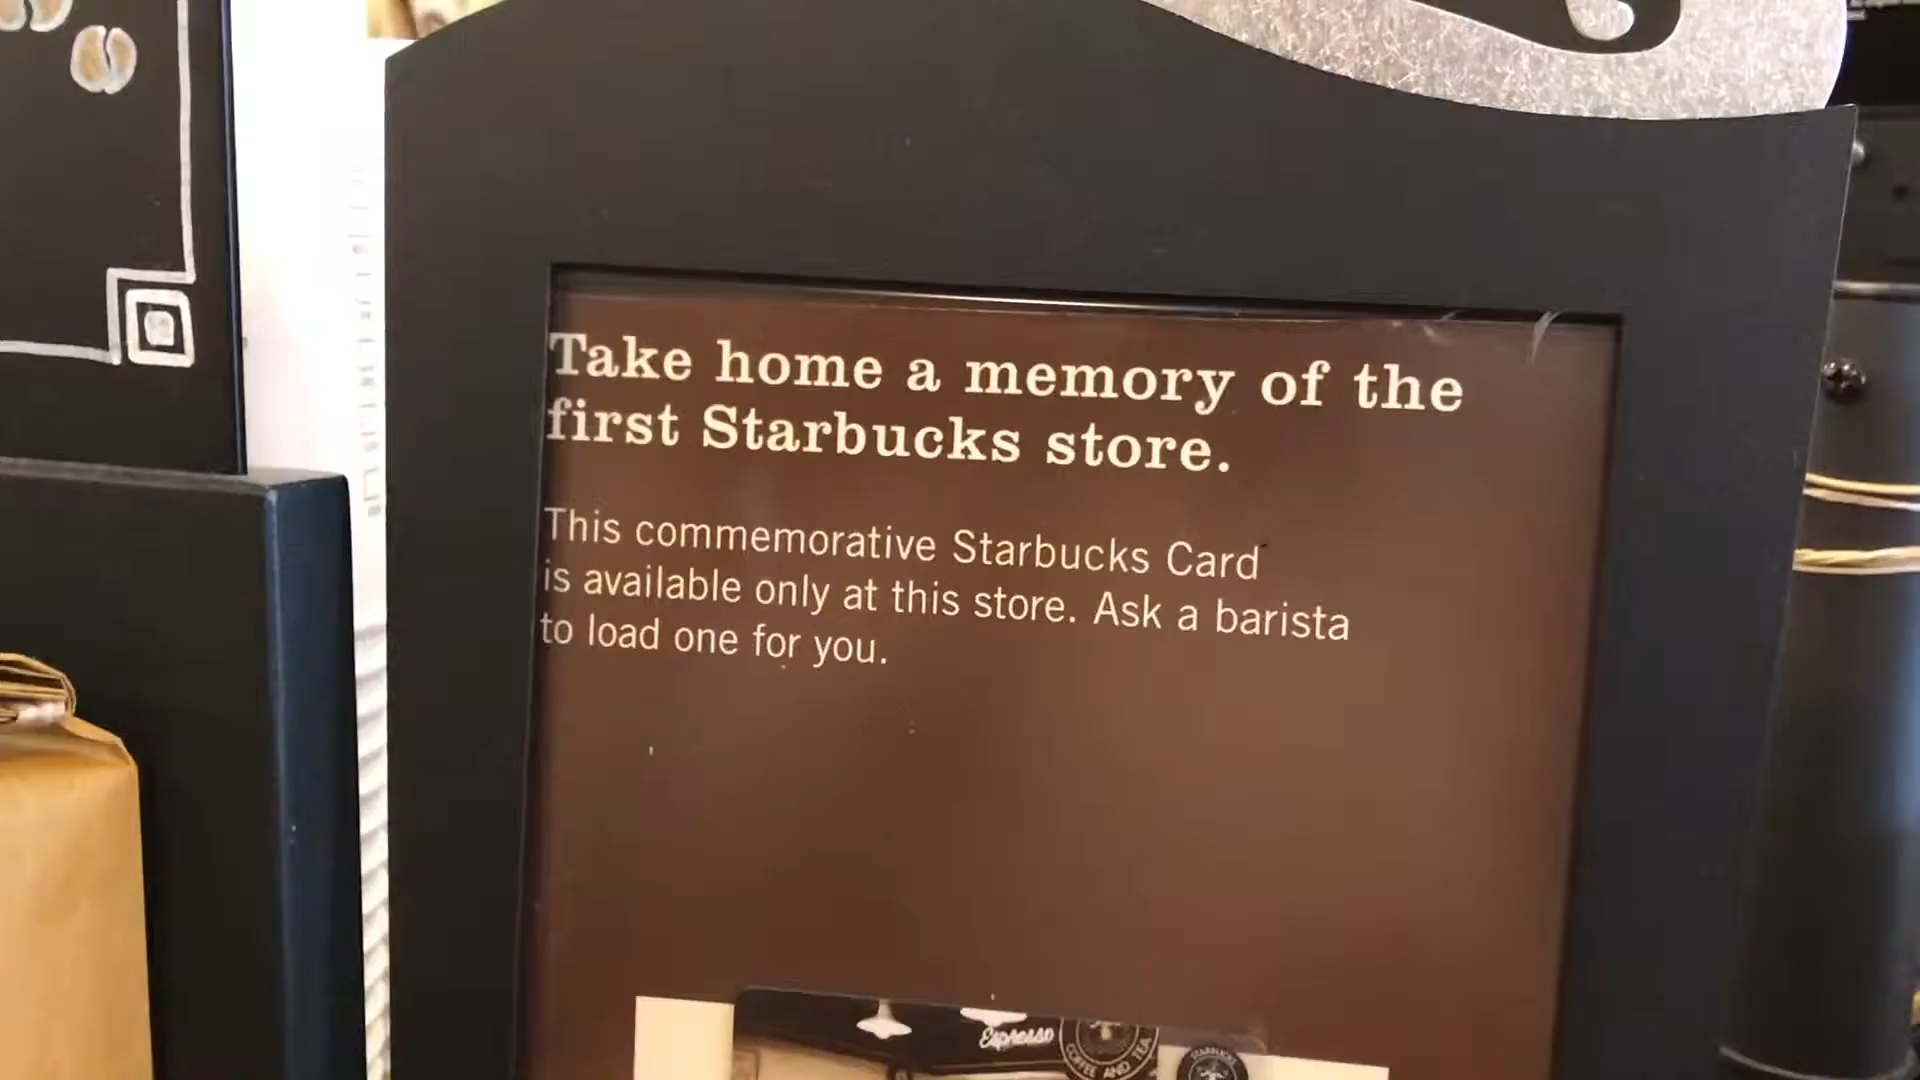 Take home a memory of the
first Starbucks store.
This commemorative Starbucks Card
is available only at this store. Ask a barista
to load one for you.
Espresso
COFFEE AND TEA
STARBUCKS